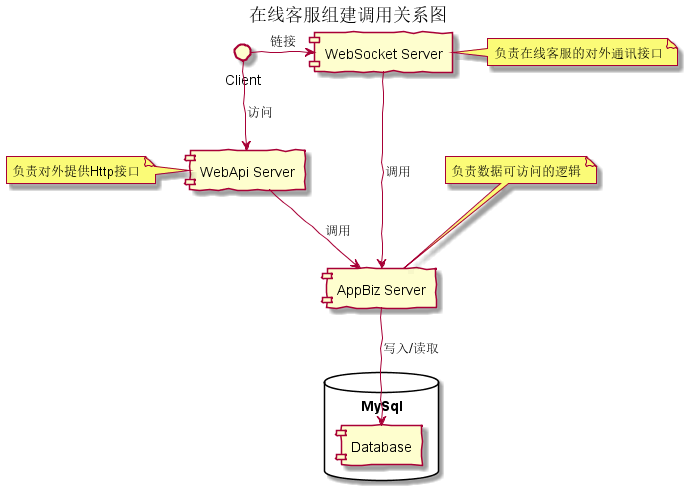 在线客服组建调用关系图
链接
WebSocket Server
负责在线客服的对外通讯接口
Client
访问
负责对外提供Http接口
WebApi Server
调用
负责数据可访问的逻辑
调用
AppBiz Server
写入/读取
MySql
Database